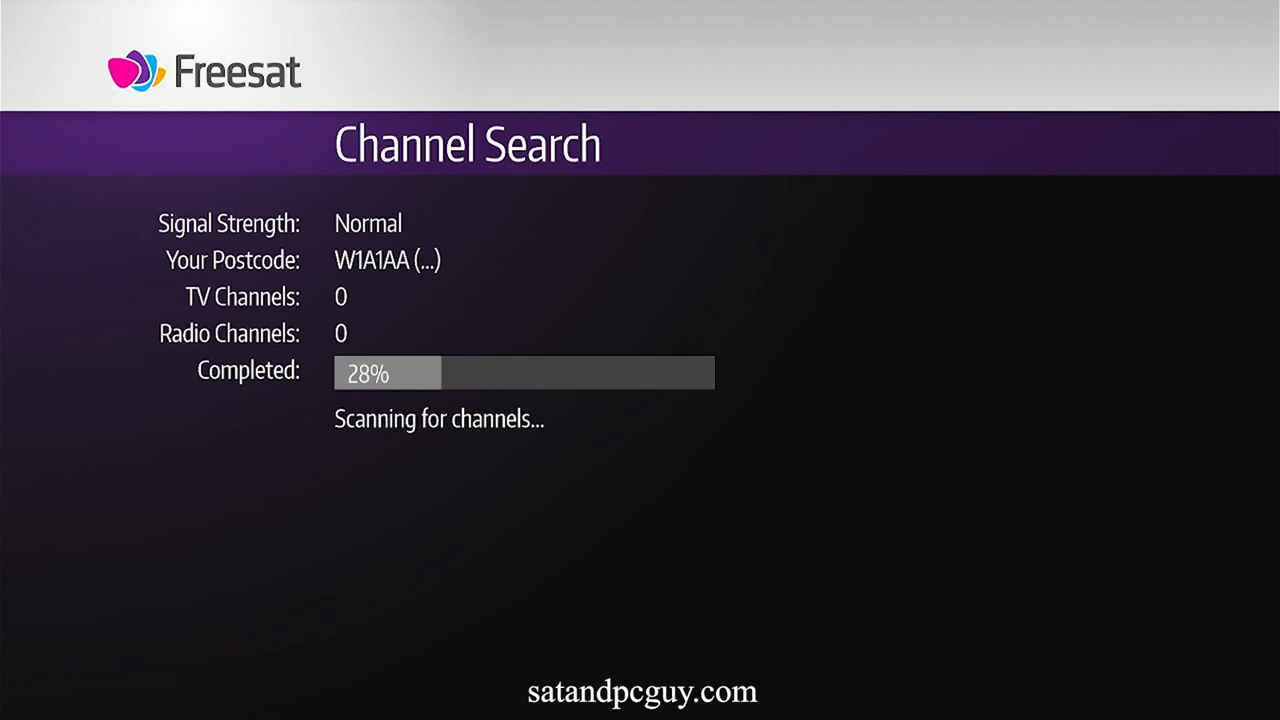 Freesat
Channel Search
Signal Strength: Normal
Your Postcode: W1A1AA (...)
TV Channels: 0
Radio Channels: 0
Completed: 28%
Scanning for channels...
satandpcguy.com